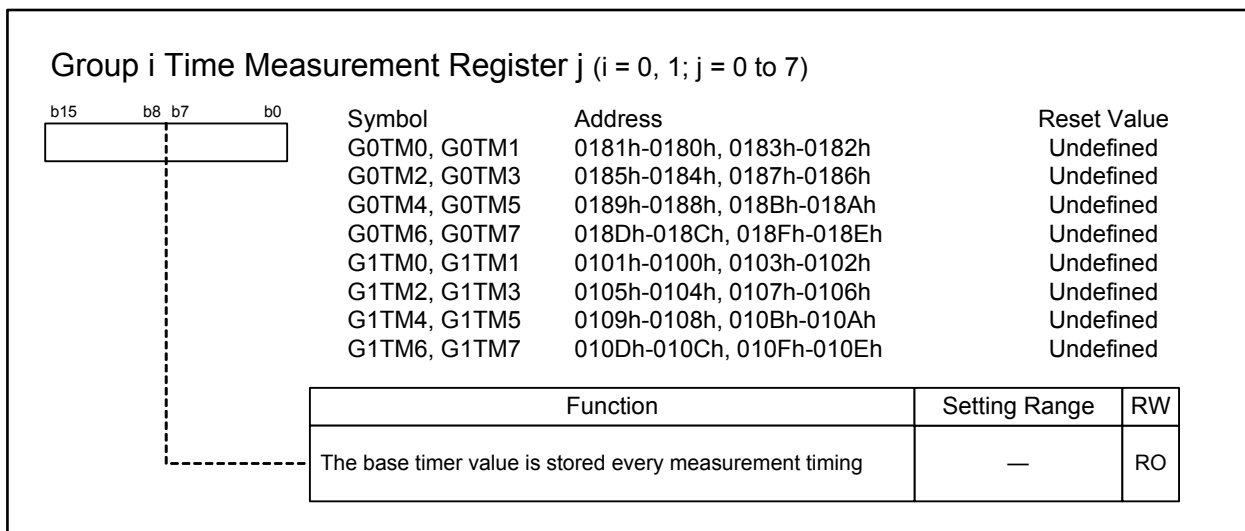 Group i Time Measurement Register j (i = 0, 1; j = 0 to 7)
b15 b8 b7 b0
Symbol Address Reset Value
G0TM0, G0TM1 0181h-0180h, 0183h-0182h Undefined
G0TM2, G0TM3 0185h-0184h, 0187h-0186h Undefined
G0TM4, G0TM5 0189h-0188h, 018Bh-018Ah Undefined
G0TM6, G0TM7 018Dh-018Ch, 018Fh-018Eh Undefined
G1TM0, G1TM1 0101h-0100h, 0103h-0102h Undefined
G1TM2, G1TM3 0105h-0104h, 0107h-0106h Undefined
G1TM4, G1TM5 0109h-0108h, 010Bh-010Ah Undefined
G1TM6, G1TM7 010Dh-010Ch, 010Fh-010Eh Undefined
Function Setting Range RW
The base timer value is stored every measurement timing — RO